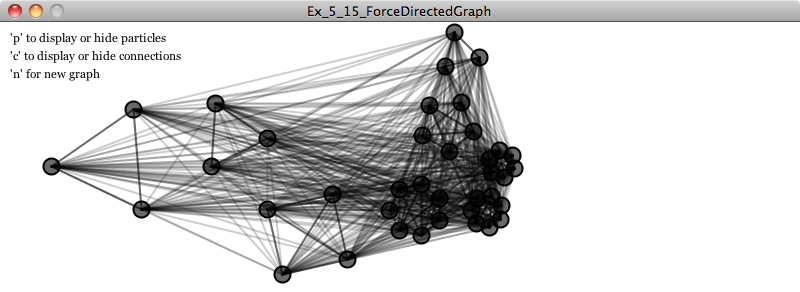 Ex_5_15_ForceDirectedGraph
'p' to display or hide particles
'c' to display or hide connections
'n' for new graph